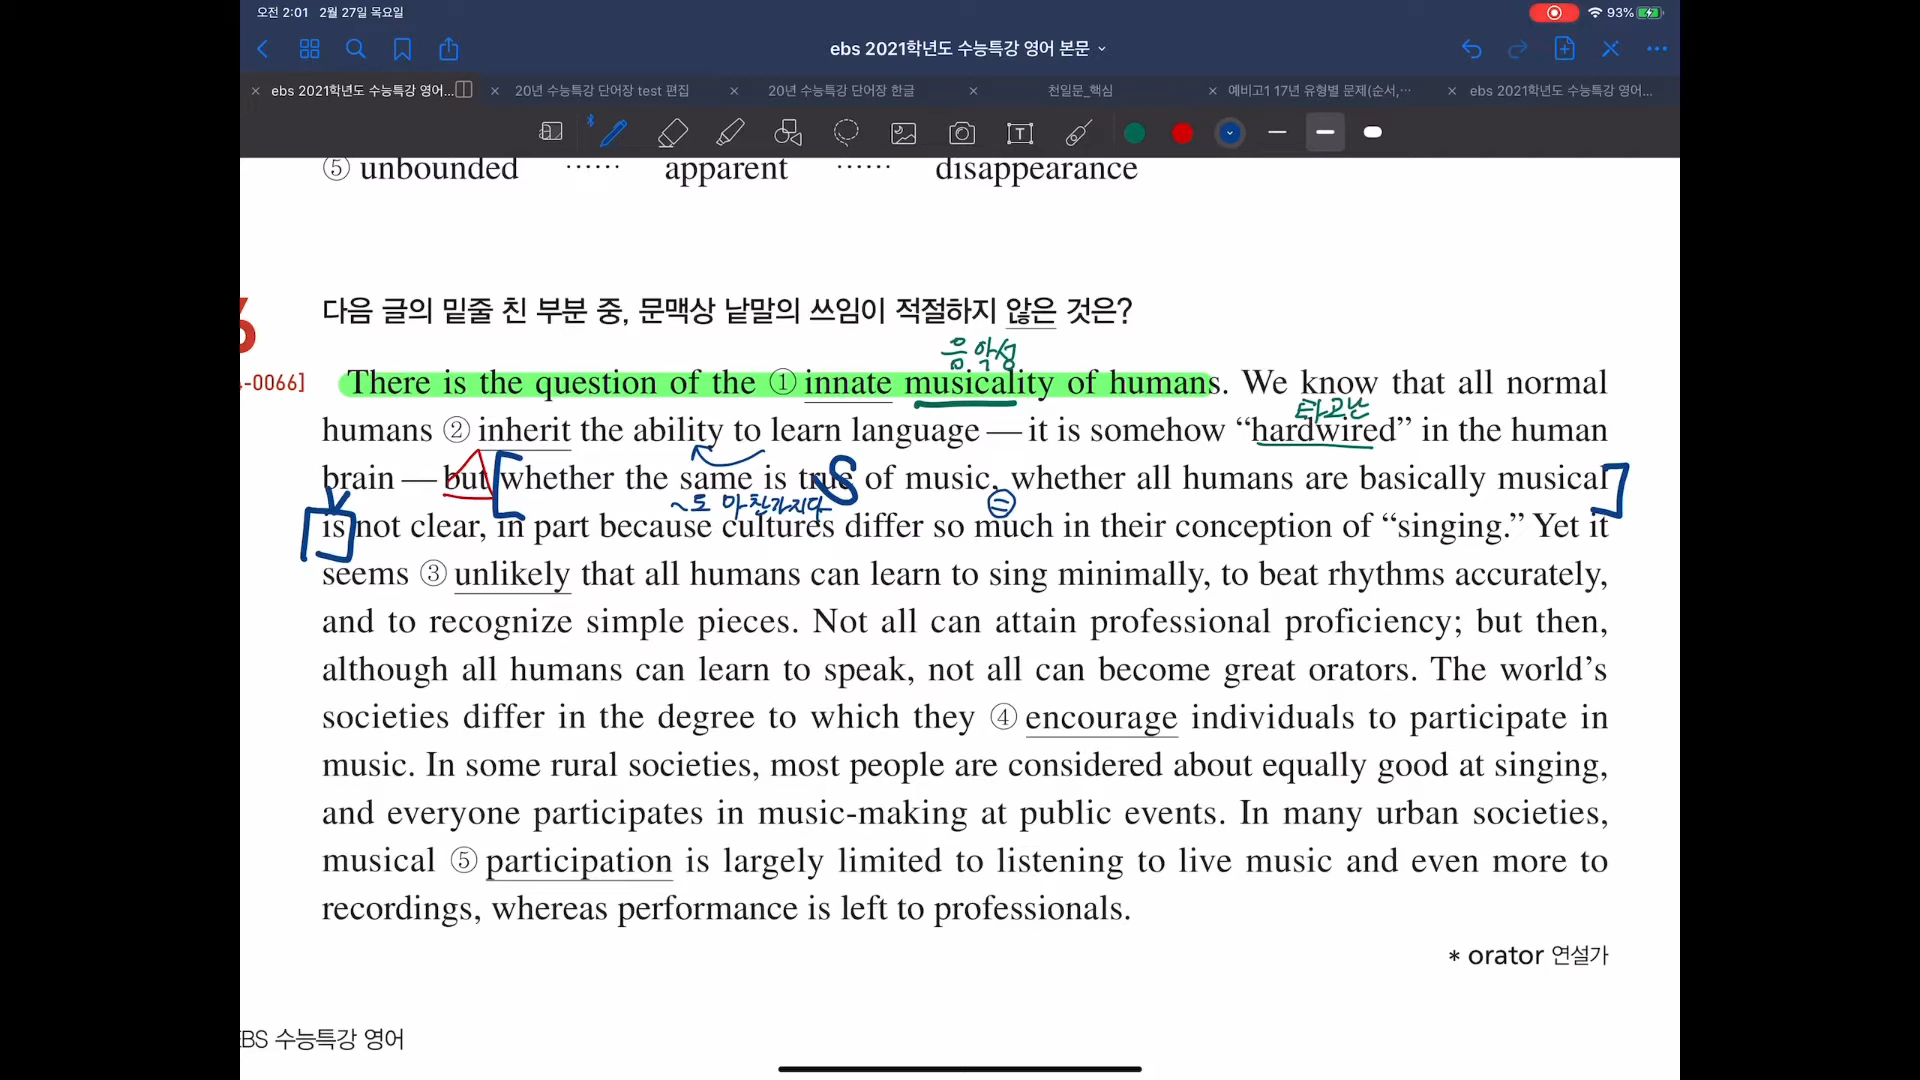 오전 2:01 2월 27일 목요일
93%
ebs 2021학년도 수능특강 영어 본문
ebs 2021학년도 수능특강 영어... 20년 수능특강 단어장 test 편집 20년 수능특강 단어장 한글 천일문_핵심 예비고1 17년 유형별 문제(순서,… ebs 2021학년도 수능특강 영어...
⑤ unbounded …… apparent …… disappearance
다음 글의 밑줄 친 부분 중, 문맥상 낱말의 쓰임이 적절하지 않은 것은?
음악성
-0066] There is the question of the ① innate musicality of humans. We know that all normal
타고난
humans ② inherit the ability to learn language — it is somehow “hardwired” in the human
brain — but whether the same is true of music, whether all humans are basically musical
S
V
~도 마찬가지다
is not clear, in part because cultures differ so much in their conception of “singing.” Yet it
seems ③ unlikely that all humans can learn to sing minimally, to beat rhythms accurately,
and to recognize simple pieces. Not all can attain professional proficiency; but then,
although all humans can learn to speak, not all can become great orators. The world’s
societies differ in the degree to which they ④ encourage individuals to participate in
music. In some rural societies, most people are considered about equally good at singing,
and everyone participates in music-making at public events. In many urban societies,
musical ⑤ participation is largely limited to listening to live music and even more to
recordings, whereas performance is left to professionals.
* orator 연설가
EBS 수능특강 영어